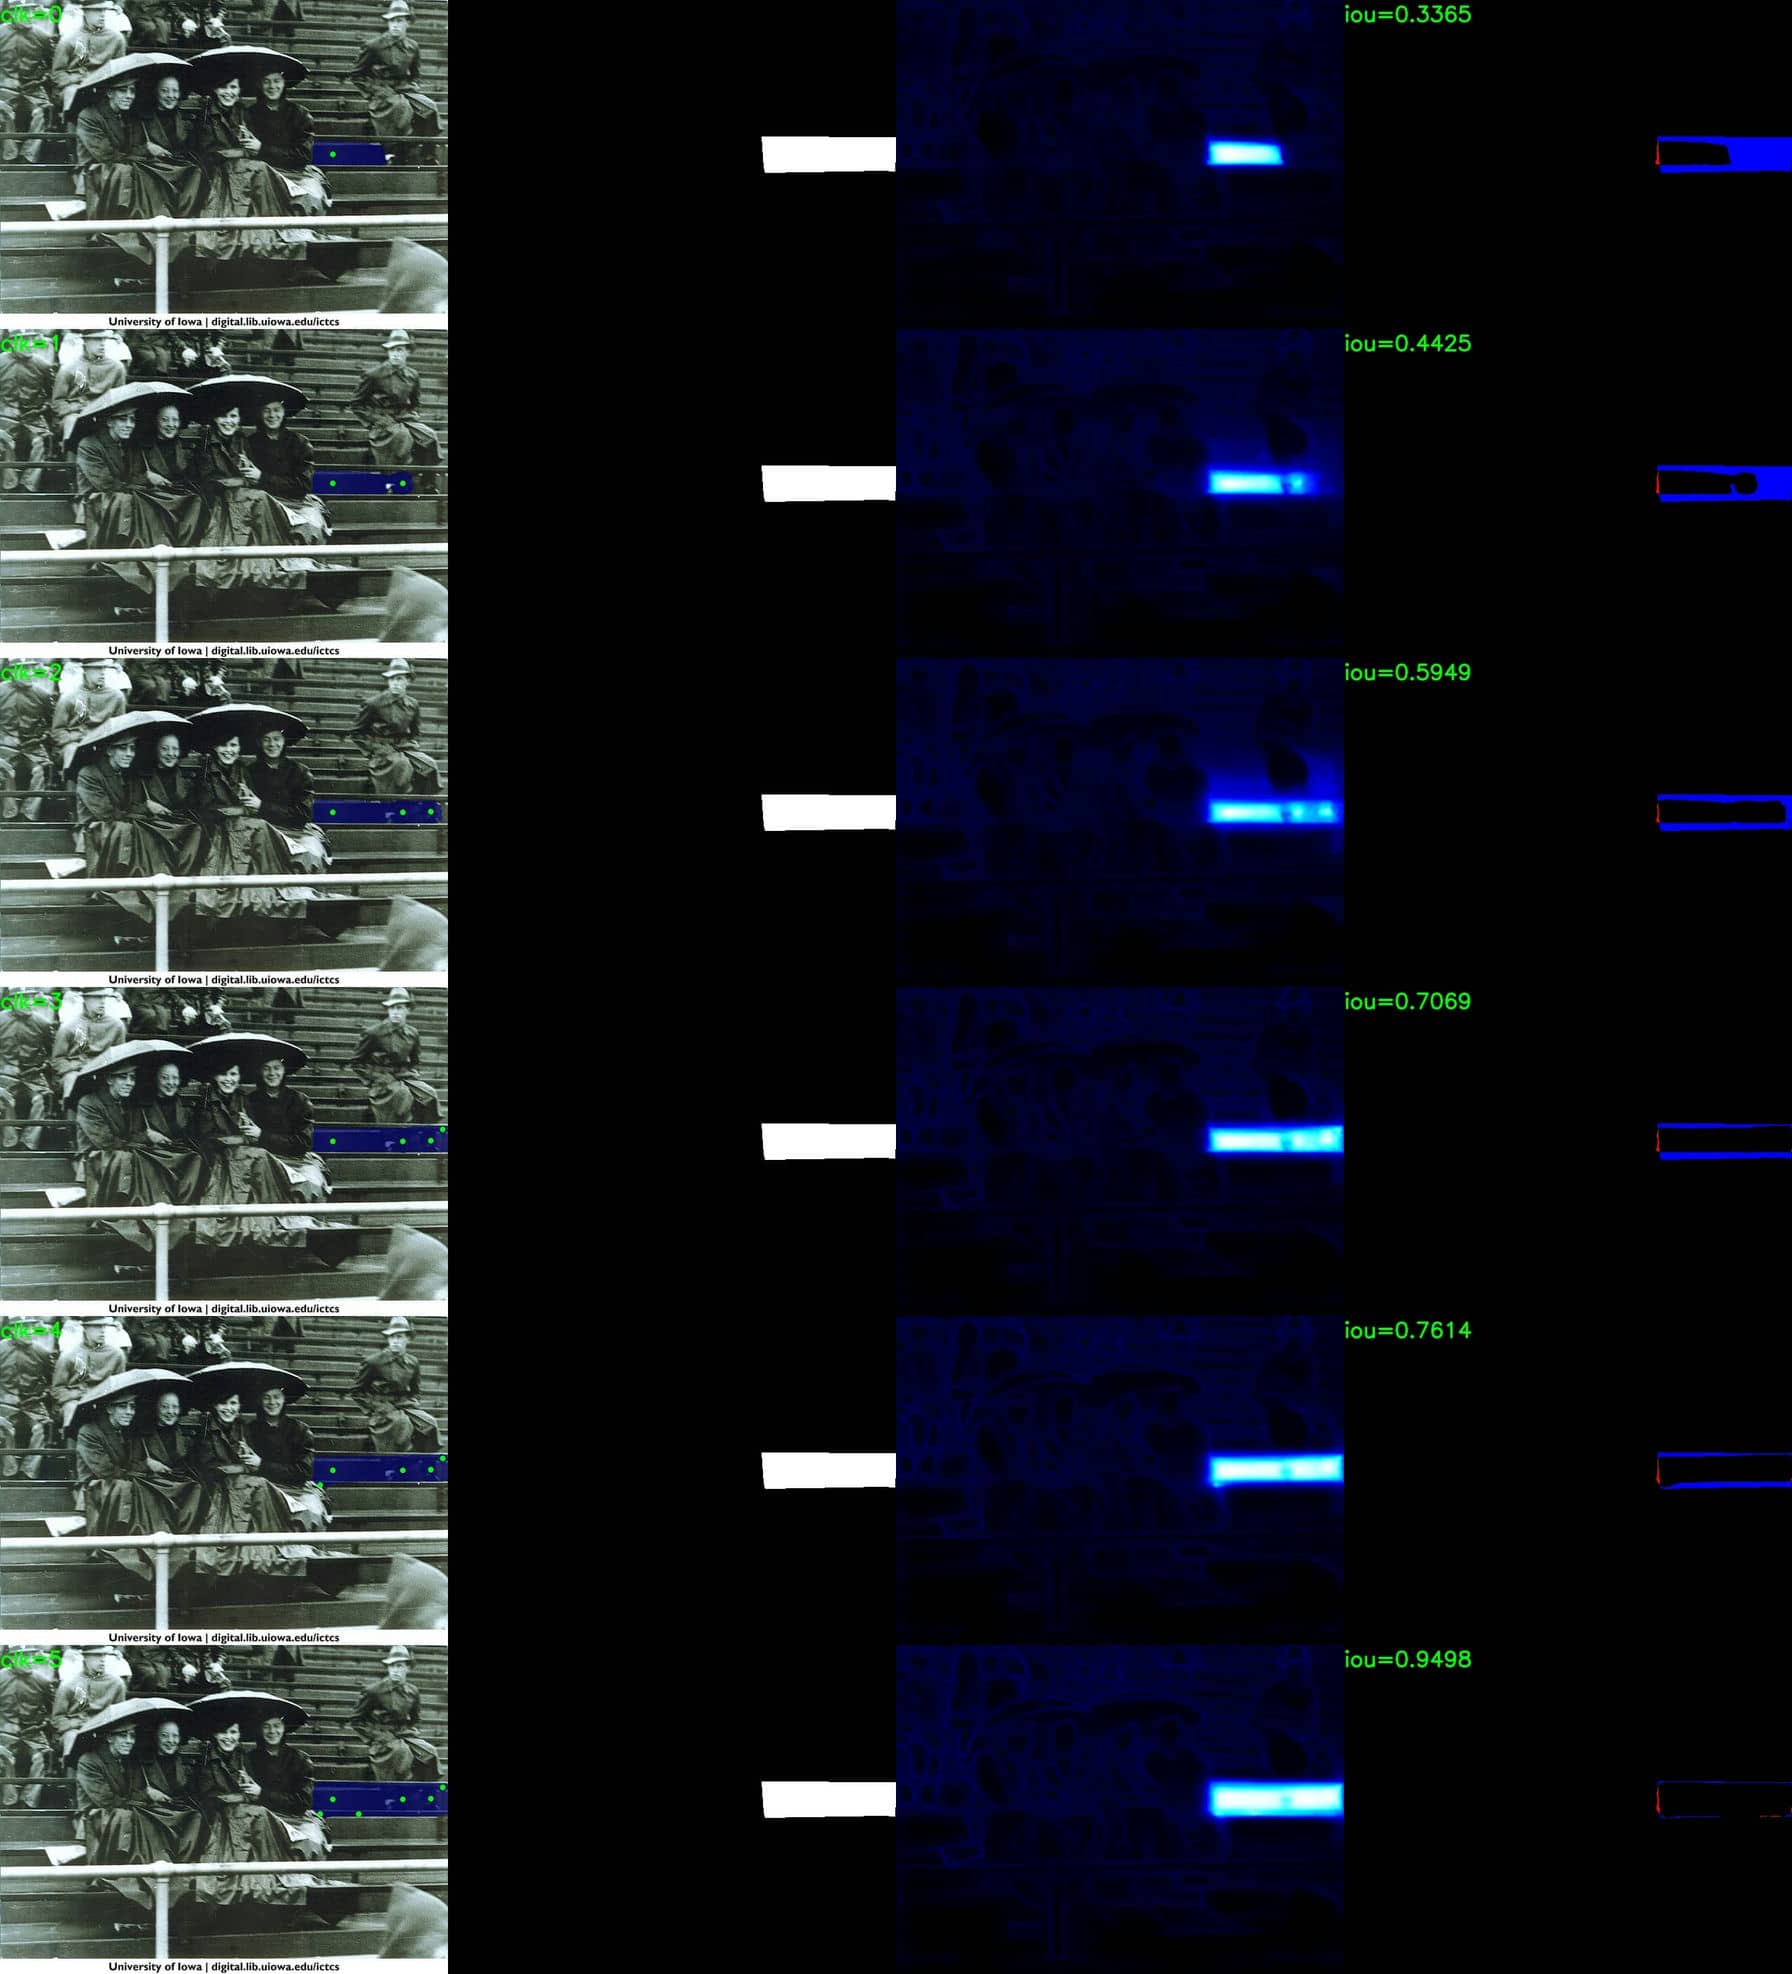 clk=0
iou=0.3365
University of Iowa | digital.lib.uiowa.edu/ictcs
clk=1
iou=0.4425
University of Iowa | digital.lib.uiowa.edu/ictcs
clk=2
iou=0.5949
University of Iowa | digital.lib.uiowa.edu/ictcs
clk=3
iou=0.7069
University of Iowa | digital.lib.uiowa.edu/ictcs
clk=4
iou=0.7614
University of Iowa | digital.lib.uiowa.edu/ictcs
clk=5
iou=0.9498
University of Iowa | digital.lib.uiowa.edu/ictcs